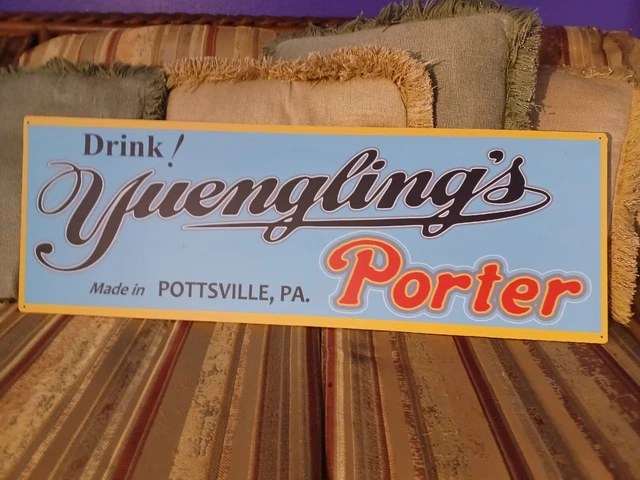 Drink!
Yuengling's
Porter
Made in POTTSVILLE, PA.